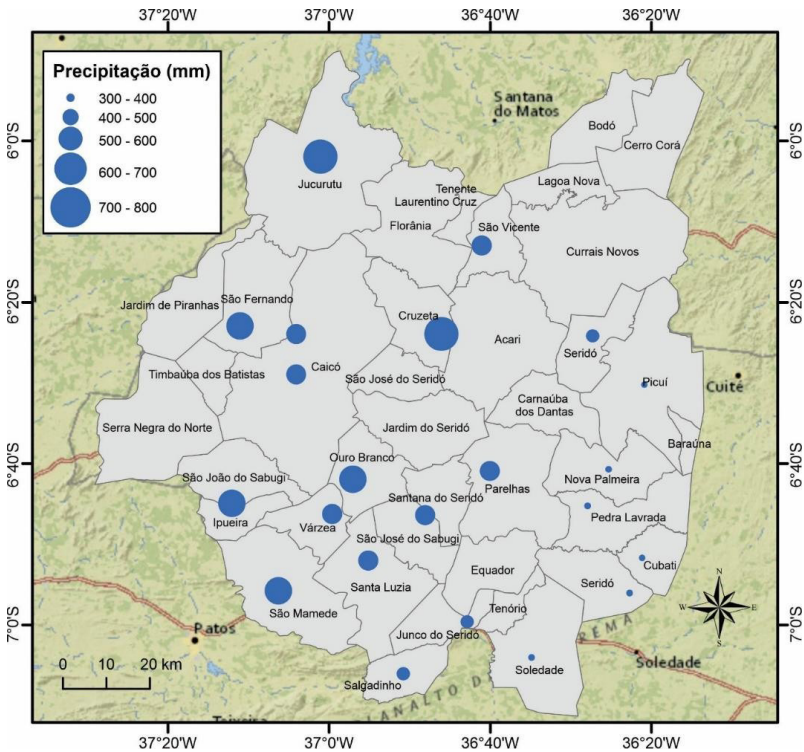 37°20'W 37°0'W 36°40'W 36°20'W
Precipitação (mm)
300 - 400
400 - 500
500 - 600
600 - 700
700 - 800
Santana
do Matos
6°0'S
6°0'S
Bodó
Cerro Corá
Jucurutu
Lagoa Nova
Tenente
Laurentino Cruz
Florânia
São Vicente
Currais Novos
6°20'S
6°20'S
Jardim de Piranhas
São Fernando
Cruzeta
Acari
Seridó
Caicó
Timbaúba dos Batistas
São José do Seridó
Picuí
Cuité
Carnaúba
dos Dantas
Serra Negra do Norte
Jardim do Seridó
Baraúna
6°40'S
6°40'S
Ouro Branco
São João do Sabugi
Santana do Seridó
Parelhas
Nova Palmeira
Ipueira
Várzea
São José do Sabugi
Pedra Lavrada
Equador
Cubati
Santa Luzia
Seridó
São Mamede
Tenório
N
W
E
S
7°0'S
7°0'S
Patos
Junco do Seridó
REMA
Soledade
Soledade
0 10 20 km
Salgadinho
ANALTO D
Teixeira
37°20'W 37°0'W 36°40'W 36°20'W